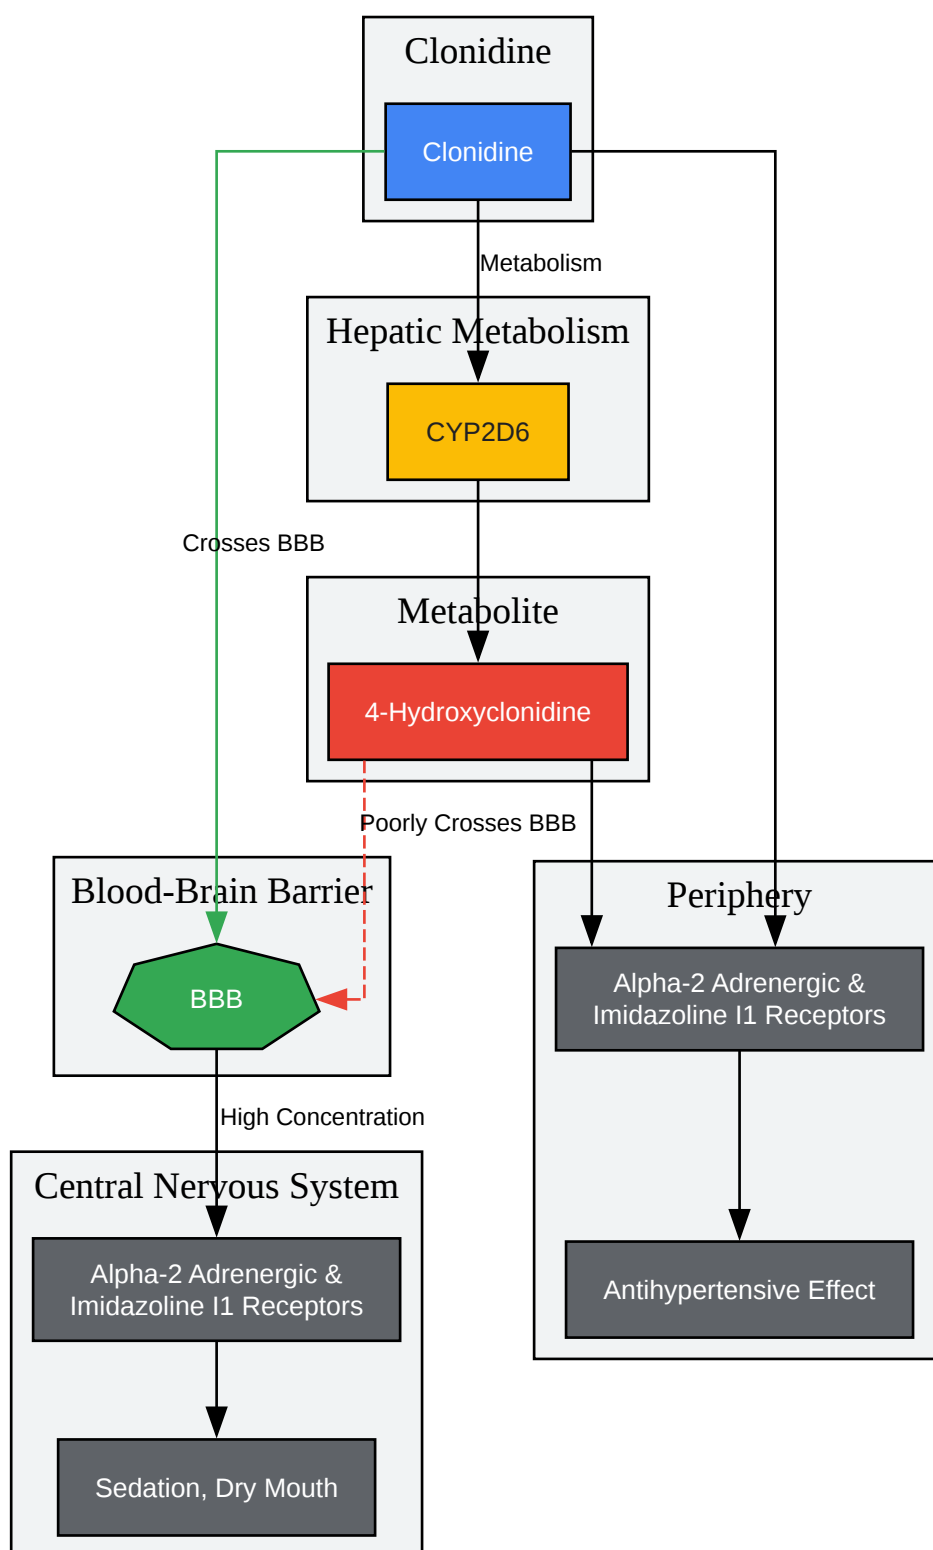 Clonidine
Clonidine
Metabolism
Hepatic Metabolism
CYP2D6
Crosses BBB
Metabolite
4-Hydroxyclonidine
Poorly Crosses BBB
Blood-Brain Barrier
BBB
High Concentration
Periphery
Alpha-2 Adrenergic &
Imidazoline I1 Receptors
Antihypertensive Effect
Central Nervous System
Alpha-2 Adrenergic &
Imidazoline I1 Receptors
Sedation, Dry Mouth